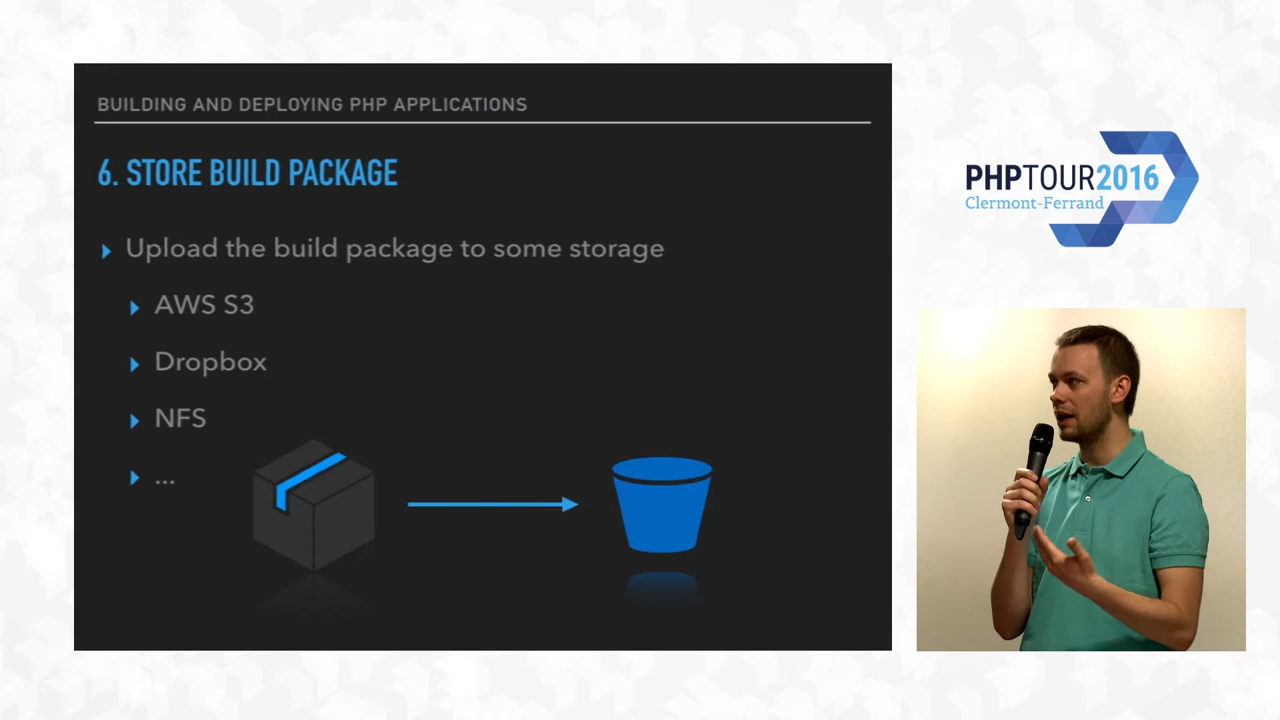 BUILDING AND DEPLOYING PHP APPLICATIONS
6. STORE BUILD PACKAGE
Upload the build package to some storage
AWS S3
Dropbox
NFS
...
PHPTOUR2016
Clermont-Ferrand